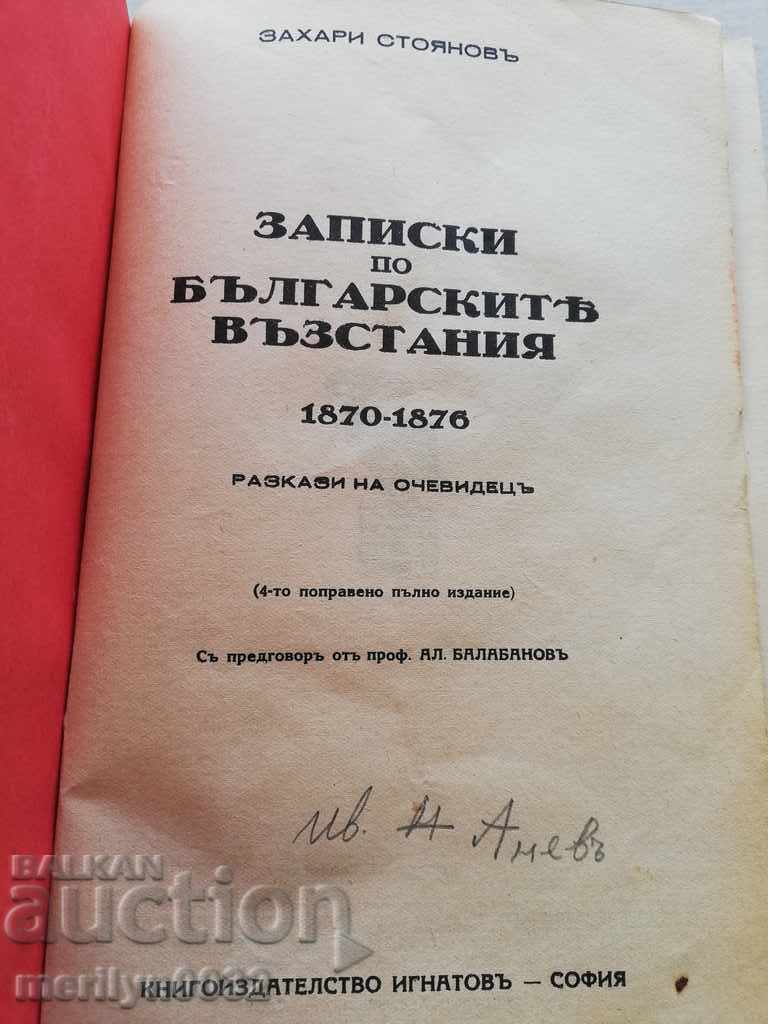 ЗАХАРИ СТОЯНОВЪ
ЗАПИСКИ
ПО
БЪЛГАРСКИТѢ
ВЪЗСТАНИЯ
1870-1876
РАЗКАЗИ НА ОЧЕВИДЕЦЪ
(4-то поправено пълно издание)
Съ предговоръ отъ проф. АЛ. БАЛАБАНОВЪ
Ив. Н Аневъ
BALKAN
auction
merilyn0032
КНИГОИЗДАТЕЛСТВО ИГНАТОВЪ — СОФИЯ